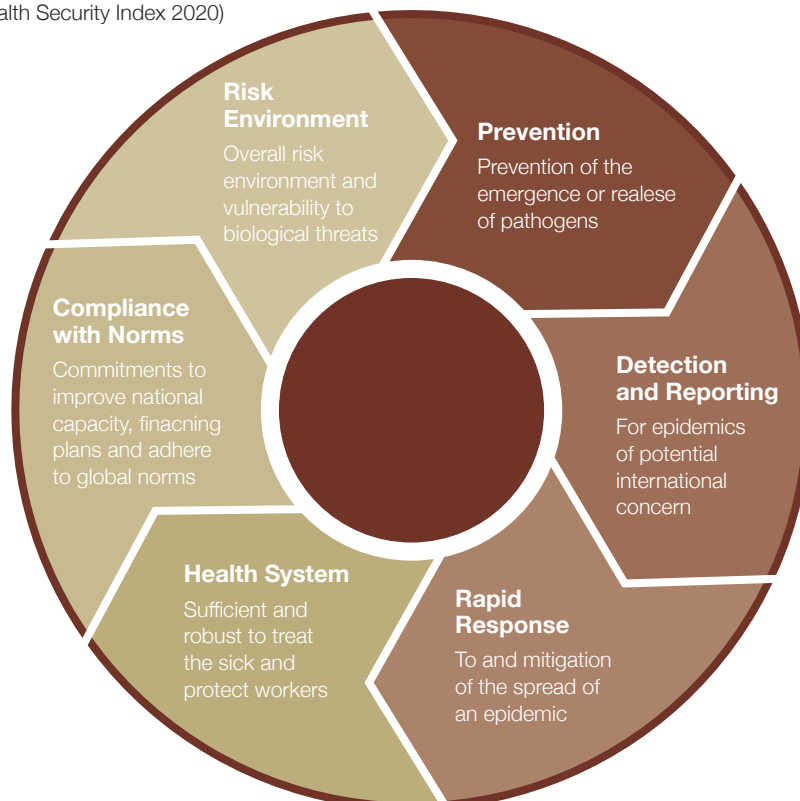 alth Security Index 2020)
Risk
Environment
Overall risk
environment and
vulnerability to
biological threats
Prevention
Prevention of the
emergence or realese
of pathogens
Detection
and Reporting
For epidemics
of potential
international
concern
Rapid
Response
To and mitigation
of the spread of
an epidemic
Health System
Sufficient and
robust to treat
the sick and
protect workers
Compliance
with Norms
Commitments to
improve national
capacity, finacning
plans and adhere
to global norms